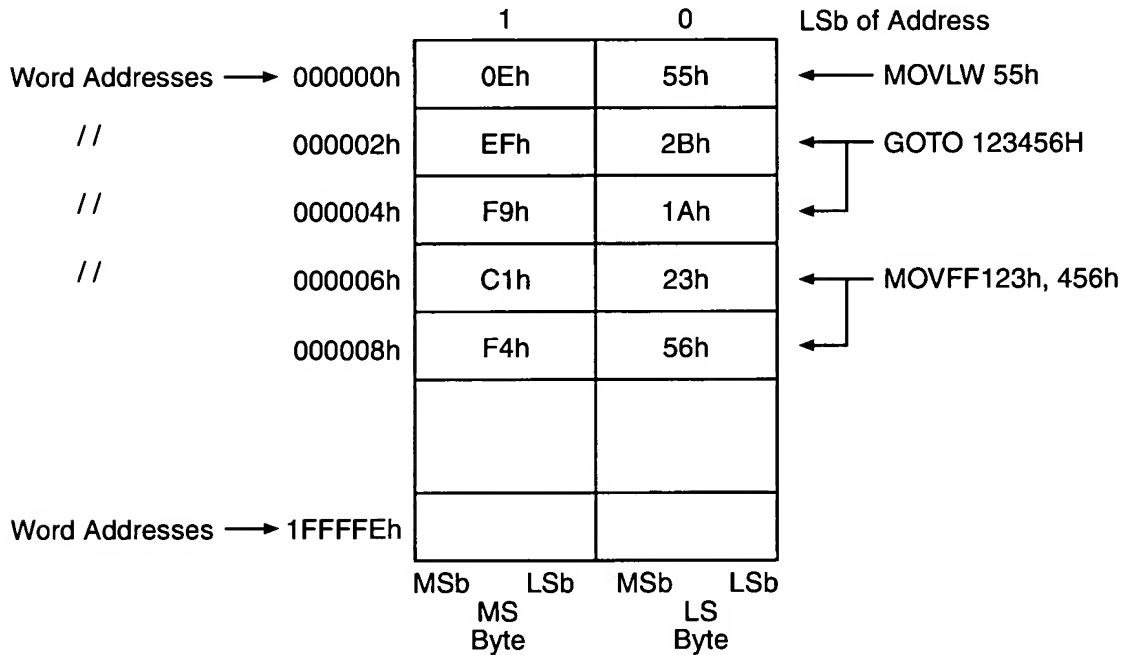 1 0 LSb of Address
Word Addresses 000000h 0Eh 55h MOVLW 55h
// 000002h EFh 2Bh GOTO 123456H
// 000004h F9h 1Ah
// 000006h C1h 23h MOVFF123h, 456h
000008h F4h 56h
Word Addresses 1FFFFEh
MSb LSb MSb LSb
MS LS
Byte Byte